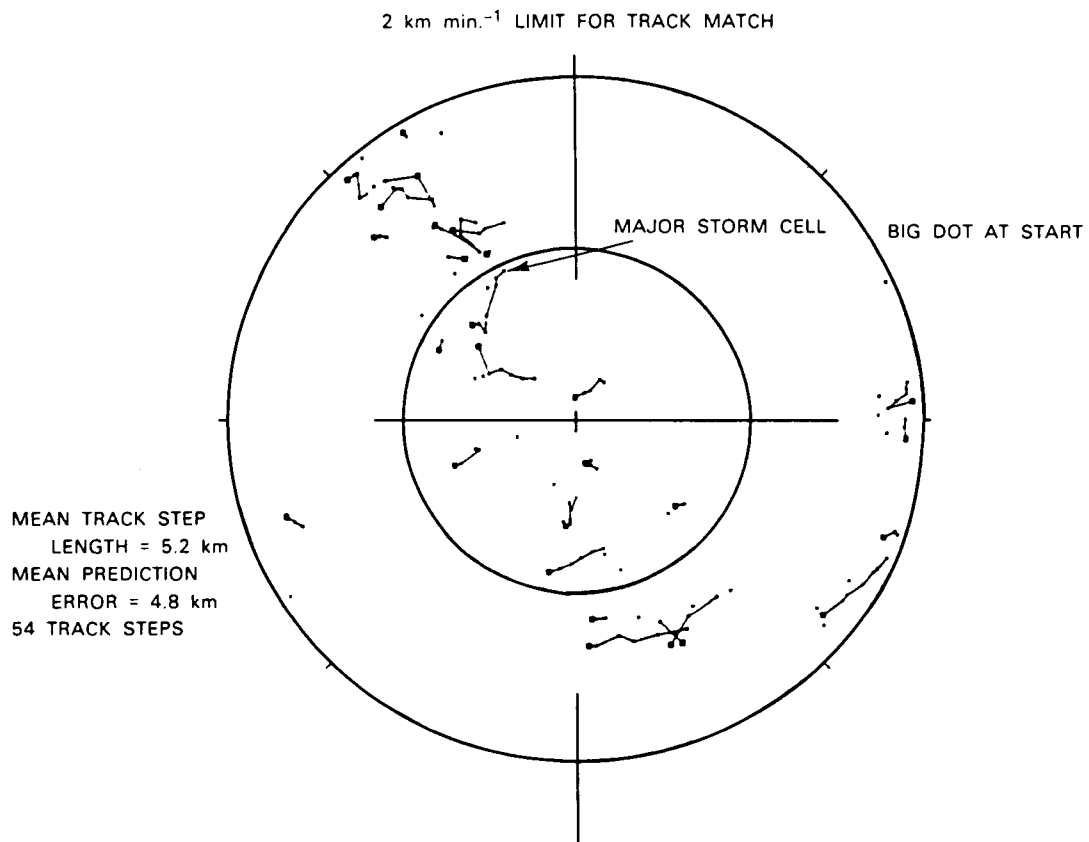 2 km min.⁻¹ LIMIT FOR TRACK MATCH
MAJOR STORM CELL
BIG DOT AT START
MEAN TRACK STEP
LENGTH = 5.2 km
MEAN PREDICTION
ERROR = 4.8 km
54 TRACK STEPS